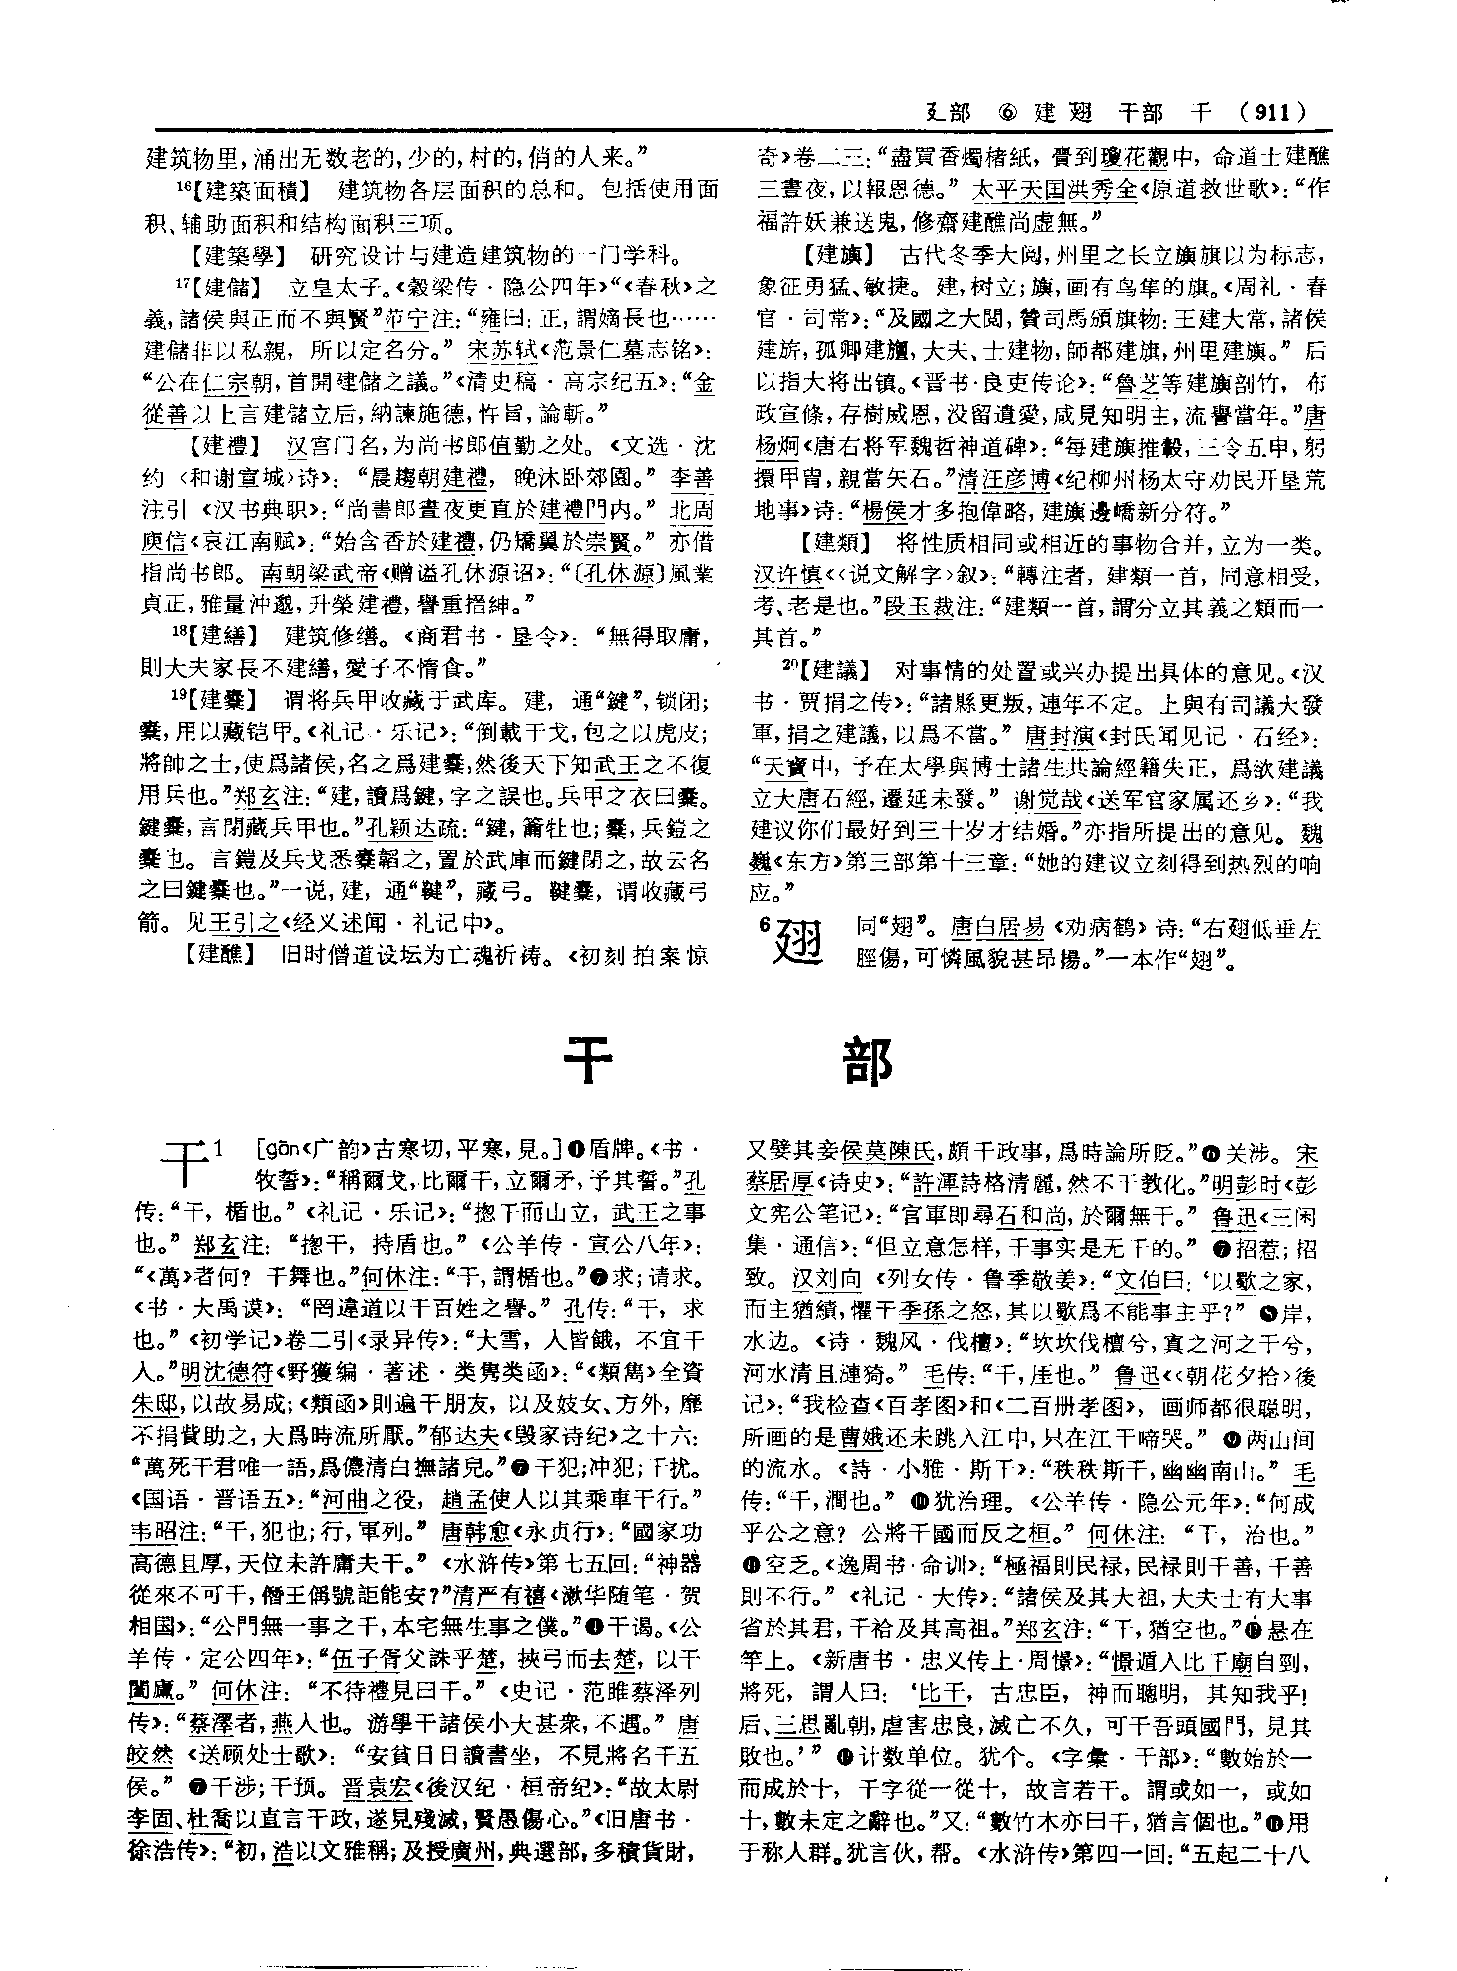 廴部 ⑥ 建 翅 干部 干 (911)
建筑物里,涌出无数老的,少的,村的,俏的人来。”
16【建築面積】 建筑物各层面积的总和。包括使用面
积、辅助面积和结构面积三项。
【建築學】 研究设计与建造建筑物的一门学科。
17【建儲】 立皇太子。《穀梁传·隐公四年》“《春秋》之
義,諸侯與正而不與賢”范宁注:“雍曰:正,謂嫡長也……
建儲非以私親, 所以定名分。” 宋苏轼《范景仁墓志铭》:
“公在仁宗朝,首開建儲之議。”《清史稿·高宗纪五》:“金
從善以上言建儲立后,納諫施德,忤旨,論斬。”
【建禮】 汉宫门名,为尚书郎值勤之处。《文选·沈
约〈和谢宣城〉诗》: “晨趨朝建禮, 晚沐卧郊園。” 李善
注引《汉书典职》:“尚書郎晝夜更直於建禮門内。” 北周
庾信《哀江南赋》:“始含香於建禮,仍矯翼於崇賢。” 亦借
指尚书郎。 南朝梁武帝《赠谥孔休源诏》:“〔孔休源〕風業
貞正,雅量沖邈,升榮建禮,譽重搢紳。”
18【建繕】 建筑修缮。《商君书·垦令》: “無得取庸,
則大夫家長不建繕,愛子不惰食。”
19【建櫜】 谓将兵甲收藏于武库。建, 通“鍵”,锁闭;
櫜,用以藏铠甲。《礼记·乐记》:“倒載干戈,包之以虎皮;
將帥之士,使爲諸侯,名之爲建櫜,然後天下知武王之不復
用兵也。”郑玄注:“建,讀爲鍵,字之誤也。兵甲之衣曰櫜。
鍵櫜,言閉藏兵甲也。”孔颖达疏:“鍵,籥牡也;櫜,兵鎧之
櫜也。言鎧及兵戈悉櫜韜之,置於武庫而鍵閉之,故云名
之曰鍵櫜也。”一说,建, 通“鞬”, 藏弓。鞬櫜, 谓收藏弓
箭。见王引之《经义述闻·礼记中》。
【建醮】 旧时僧道设坛为亡魂祈祷。《初刻拍案惊
奇》卷二三:“盡買香燭楮紙, 賫到瓊花觀中, 命道士建醮
三晝夜,以報恩德。” 太平天国洪秀全《原道救世歌》:“作
福許妖兼送鬼,修齋建醮尚虚無。”
【建旟】 古代冬季大阅,州里之长立旟旗以为标志,
象征勇猛、敏捷。建,树立;旟,画有鸟隼的旗。《周礼·春
官·司常》:“及國之大閱,贊司馬頒旗物:王建大常,諸侯
建旂,孤卿建旜,大夫、士建物,師都建旗,州里建旟。” 后
以指大将出镇。《晋书·良吏传论》:“魯芝等建旟剖竹, 布
政宣條,存樹威恩,没留遺愛,咸見知明主,流譽當年。”唐
杨炯《唐右将军魏哲神道碑》:“每建旟推轂,三令五申,躬
擐甲冑,親當矢石。”清汪彦博《纪柳州杨太守劝民开垦荒
地事》诗:“楊侯才多抱偉略,建旟邊嶠新分符。”
【建類】 将性质相同或相近的事物合并,立为一类。
汉许慎《〈说文解字〉叙》:“轉注者, 建類一首, 同意相受,
考、老是也。”段玉裁注:“建類一首,謂分立其義之類而一
其首。”
20【建議】 对事情的处置或兴办提出具体的意见。《汉
书·贾捐之传》:“諸縣更叛,連年不定。上與有司議大發
軍,捐之建議,以爲不當。” 唐封演《封氏闻见记·石经》:
“天寶中, 予在太學與博士諸生共論經籍失正, 爲欲建議
立大唐石經,遷延未發。” 谢觉哉《送军官家属还乡》:“我
建议你们最好到三十岁才结婚。”亦指所提出的意见。魏
巍《东方》第三部第十三章:“她的建议立刻得到热烈的响
应。”
6翅 同“翅”。唐白居易《劝病鹤》诗:“右翅低垂左
脛傷,可憐風貌甚昂揚。”一本作“翅”。
干 部
干1 [gān《广韵》古寒切,平寒,見。]❶盾牌。《书·
牧誓》:“稱爾戈,比爾干,立爾矛,予其誓。”孔
传:“干, 楯也。”《礼记·乐记》:“揔干而山立, 武王之事
也。” 郑玄注: “揔干, 持盾也。”《公羊传·宣公八年》:
“《萬》者何? 干舞也。”何休注:“干,謂楯也。”❷求;请求。
《书·大禹谟》: “罔違道以干百姓之譽。” 孔传:“干, 求
也。”《初学记》卷二引《录异传》:“大雪, 人皆餓, 不宜干
人。”明沈德符《野獲编·著述·类隽类函》:“《類雋》全資
朱邸,以故易成;《類函》則遍干朋友, 以及妓女、方外, 靡
不捐貲助之,大爲時流所厭。”郁达夫《毁家诗纪》之十六:
“萬死干君唯一語,爲儂清白撫諸兒。”❸干犯;冲犯;干扰。
《国语·晋语五》:“河曲之役, 趙孟使人以其乘車干行。”
韦昭注:“干,犯也;行,軍列。” 唐韩愈《永贞行》:“國家功
高德且厚,天位未許庸夫干。”《水浒传》第七五回:“神器
從來不可干,僭王僞號詎能安?”清严有禧《漱华随笔·贺
相国》:“公門無一事之干,本宅無生事之僕。”❹干谒。《公
羊传·定公四年》:“伍子胥父誅乎楚, 挾弓而去楚, 以干
闔廬。” 何休注: “不待禮見曰干。”《史记·范雎蔡泽列
传》:“蔡澤者,燕人也。游學干諸侯小大甚衆,不遇。” 唐
皎然《送顾处士歌》: “安貧日日讀書坐, 不見將名干五
侯。” ❺干涉;干预。晋袁宏《後汉纪·桓帝纪》:“故太尉
李固、杜喬以直言干政,遂見殘滅,賢愚傷心。”《旧唐书·
徐浩传》:“初,浩以文雅稱;及授廣州,典選部,多積貨財,
又嬖其妾侯莫陳氏,頗干政事,爲時論所貶。”❻关涉。宋
蔡居厚《诗史》:“許渾詩格清麗,然不干教化。”明彭时《彭
文宪公笔记》:“官軍即尋石和尚,於爾無干。” 鲁迅《三闲
集·通信》:“但立意怎样,于事实是无干的。” ❼招惹;招
致。汉刘向《列女传·鲁季敬姜》:“文伯曰:‘以歜之家,
而主猶績,懼干季孫之怒,其以歜爲不能事主乎?” ❽岸,
水边。《诗·魏风·伐檀》:“坎坎伐檀兮,寘之河之干兮,
河水清且漣猗。” 毛传:“干,厓也。” 鲁迅《〈朝花夕拾〉後
记》:“我检查《百孝图》和《二百卌孝图》, 画师都很聪明,
所画的是曹娥还未跳入江中,只在江干啼哭。” ❾两山间
的流水。《詩·小雅·斯干》:“秩秩斯干,幽幽南山。” 毛
传:“干,澗也。” ❿犹治理。《公羊传·隐公元年》:“何成
乎公之意? 公將干國而反之桓。” 何休注: “干, 治也。”
⓫空乏。《逸周书·命训》:“極福則民禄,民禄則干善,干善
則不行。”《礼记·大传》:“諸侯及其大祖,大夫士有大事
省於其君,干祫及其高祖。”郑玄注:“干,猶空也。”⓬悬在
竿上。《新唐书·忠义传上·周憬》:“憬遁入比干廟自到,
將死, 謂人曰: ‘比干, 古忠臣, 神而聰明, 其知我乎!
后、三思亂朝,虐害忠良,滅亡不久,可干吾頭國門,見其
敗也。’” ⓭计数单位。犹个。《字彙·干部》:“數始於一
而成於十, 干字從一從十, 故言若干。謂或如一, 或如
十,數未定之辭也。”又:“數竹木亦曰干,猶言個也。”⓮用
于称人群。犹言伙,帮。《水浒传》第四一回:“五起二十八